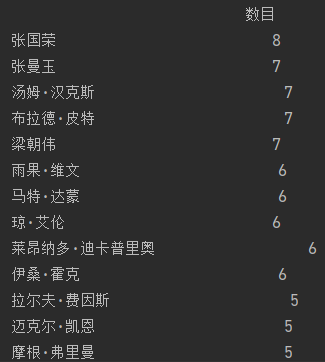 数目
张国荣 8
张曼玉 7
汤姆·汉克斯 7
布拉德·皮特 7
梁朝伟 7
雨果·维文 6
马特·达蒙 6
琼·艾伦 6
莱昂纳多·迪卡普里奥 6
伊桑·霍克 6
拉尔夫·费因斯 5
迈克尔·凯恩 5
摩根·弗里曼 5